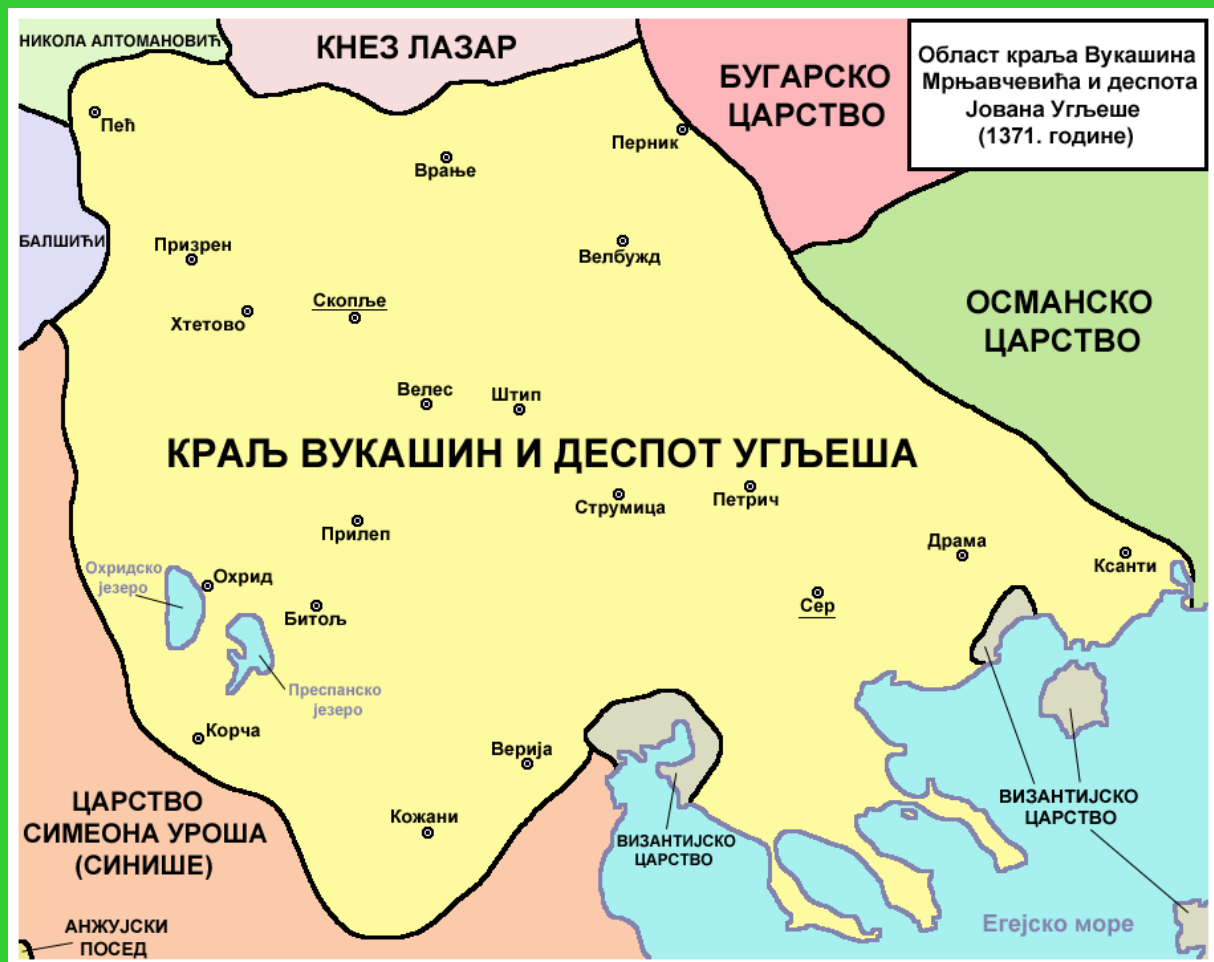 НИКОЛА АЛТОМАНОВИЋ
КНЕЗ ЛАЗАР
БУГАРСКО
ЦАРСТВО
Област краља Вукашина
Мрњавчевића и деспота
Јована Угљеше
(1371. године)
Пећ
Перник
Врање
БАЛШИЋИ
Призрен
Велбужд
Скопље
Хтетово
ОСМАНСКО
ЦАРСТВО
Велес
Штип
КРАЉ ВУКАШИН И ДЕСПОТ УГЉЕША
Струмица
Петрич
Прилеп
Драма
Ксанти
Охридско
језеро
Охрид
Битољ
Сер
Преспанско
језеро
Корча
Верија
Кожани
ЦАРСТВО
СИМЕОНА УРОША
(СИНИШЕ)
ВИЗАНТИЈСКО
ЦАРСТВО
ВИЗАНТИЈСКО
ЦАРСТВО
Егејско море
АНЖУЈСКИ
ПОСЕД